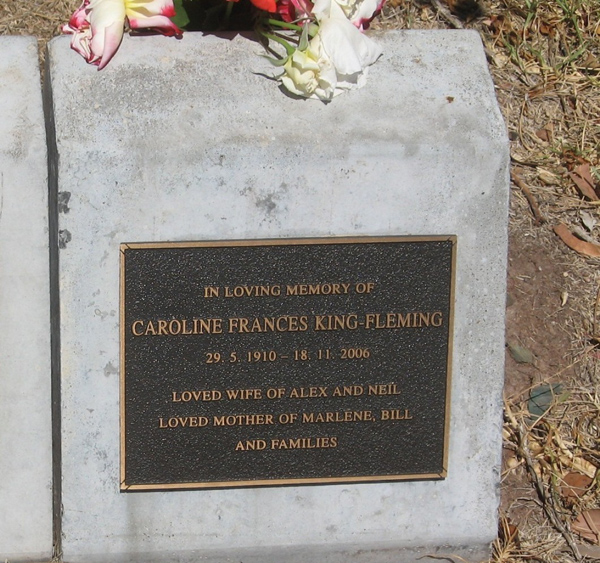 IN LOVING MEMORY OF
CAROLINE FRANCES KING-FLEMING
29. 5. 1910 – 18. 11. 2006
LOVED WIFE OF ALEX AND NEIL
LOVED MOTHER OF MARLENE, BILL
AND FAMILIES